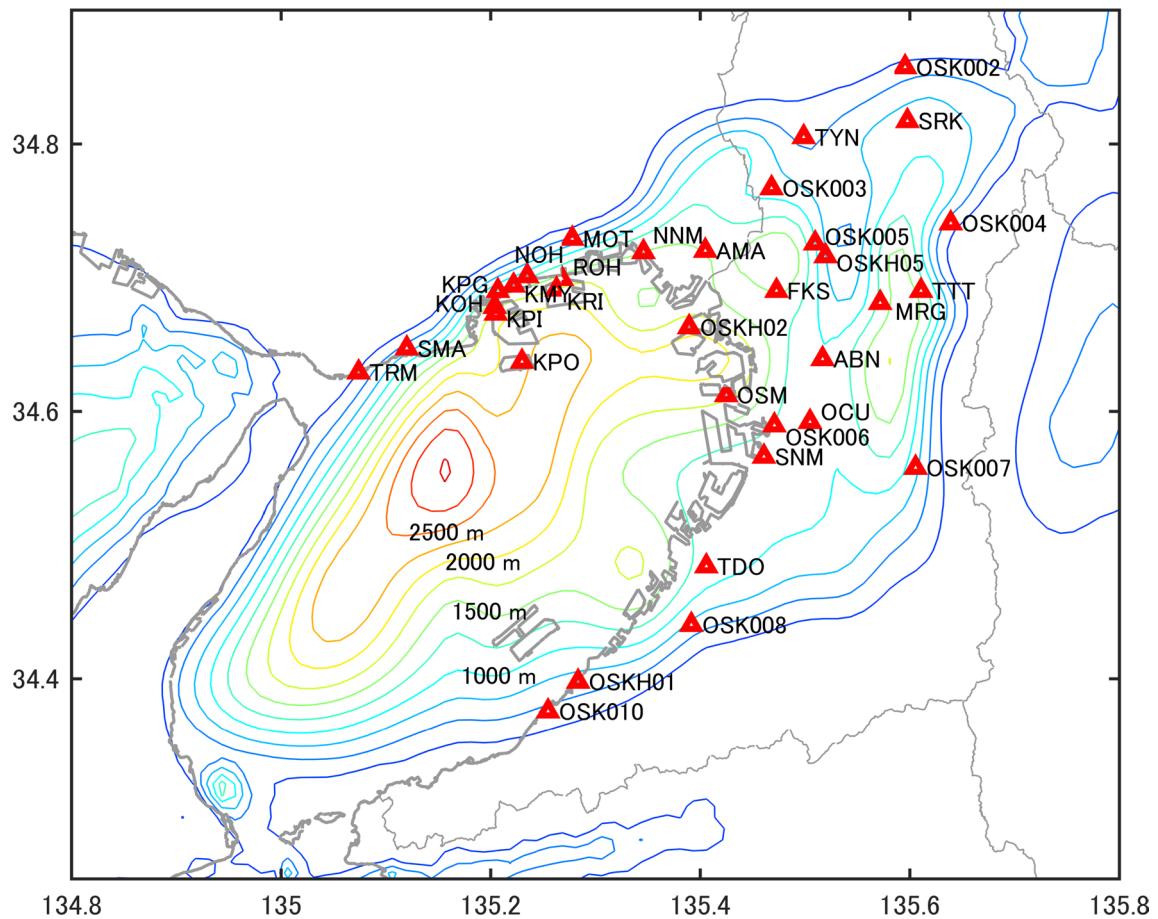 OSK002
SRK
34.8
TYN
OSK003
OSK004
NNM
OSK005
MOT
AMA
NOH
OSKH05
ROH
KPG
FKS
TTT
KMY
KOH
KRI
MRG
KPI
OSKH02
SMA
KPO
ABN
TRM
OSM
34.6
OCU
OSK006
SNM
OSK007
2500 m
2000 m
TDO
1500 m
OSK008
1000 m
34.4
OSKH01
OSK010
134.8 135 135.2 135.4 135.6 135.8